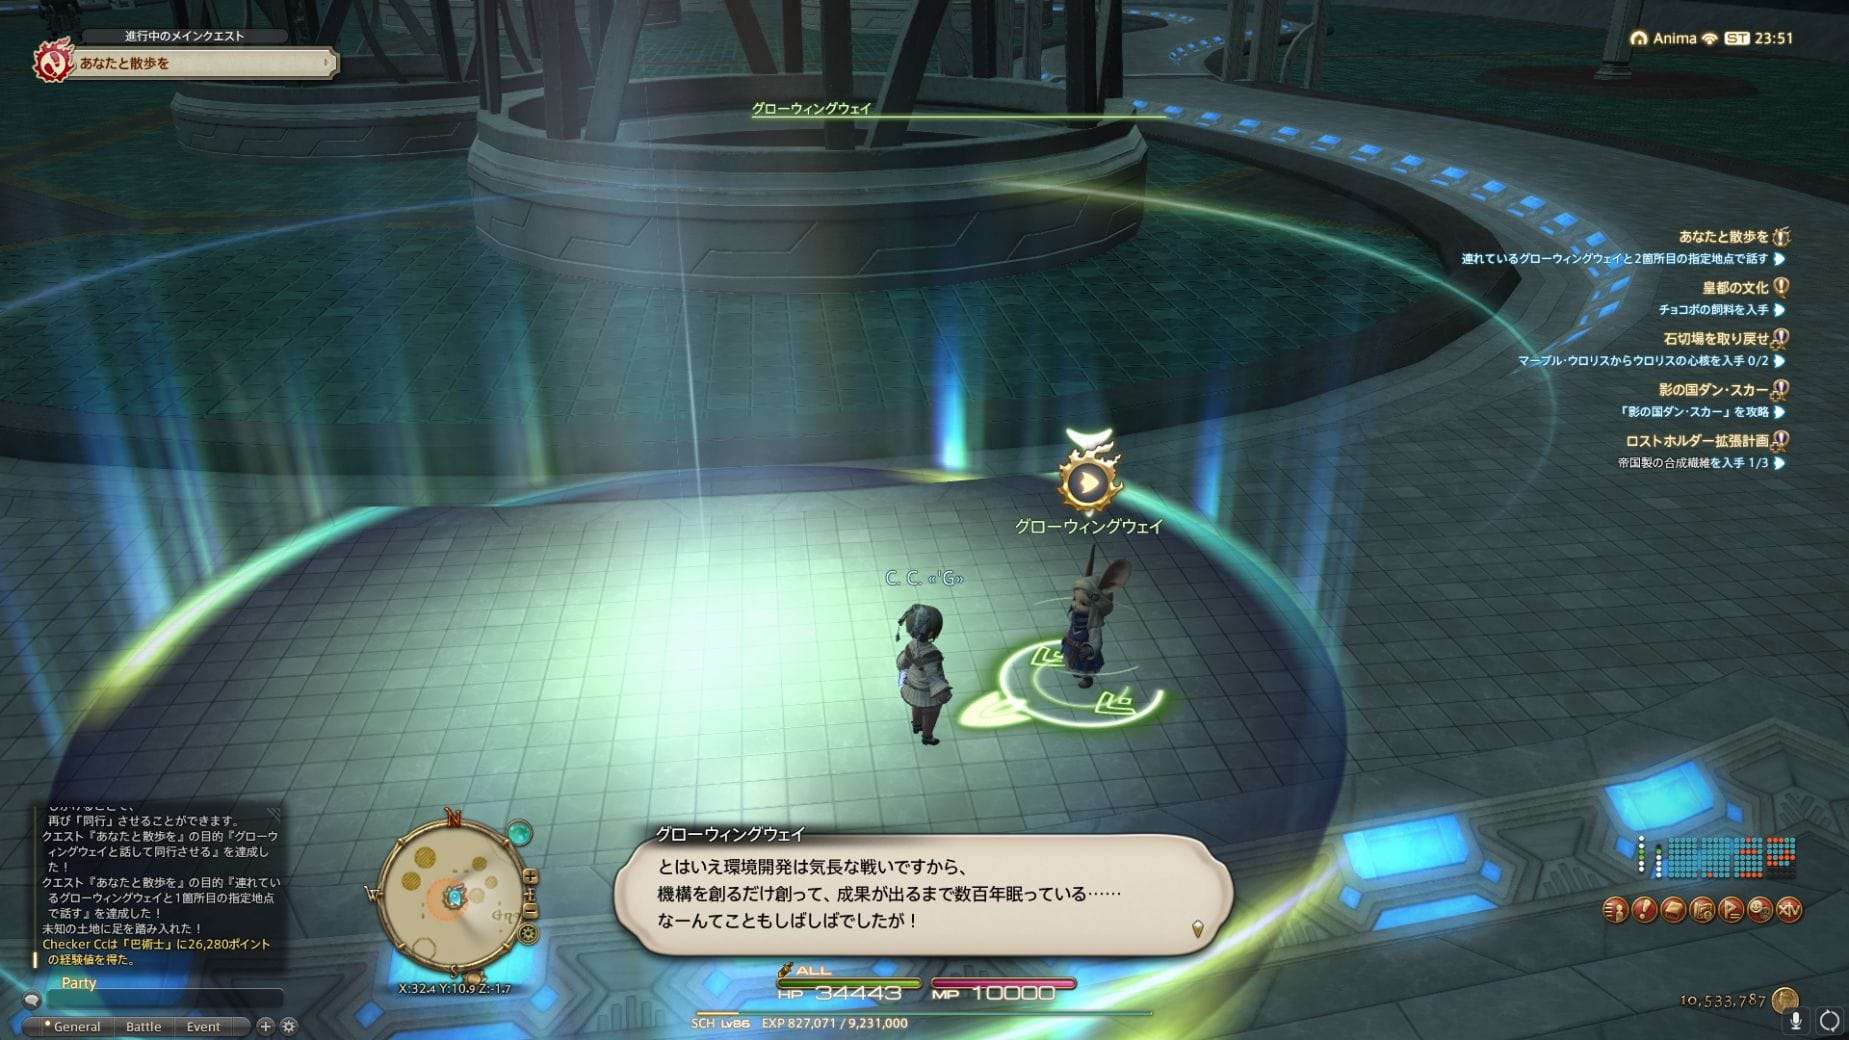 進行中のメインクエスト
あなたと散歩を
Anima ST 23:51
グローウィングウェイ
あなたと散歩を
連れているグローウィングウェイと2箇所目の指定地点で話す
皇都の文化
チョコボの飼料を入手
石切場を取り戻せ
マーブル・ウロリスからウロリスの心核を入手 0/2
影の国ダン・スカー
「影の国ダン・スカー」を攻略
ロストホルダー拡張計画
帝国製の合成繊維を入手 1/3
グローウィングウェイ
C. C. «'G»
再び「同行」させることができます。
クエスト『あなたと散歩を』の目的『グローウ
ィングウェイと話して同行させる』を達成し
た！
クエスト『あなたと散歩を』の目的『連れてい
るグローウィングウェイと1箇所目の指定地点
で話す』を達成した！
未知の土地に足を踏み入れた！
Checker Ccは「巴術士」に26,280ポイント
の経験値を得た。
Party
General Battle Event
N
W
S
X:32.4 Y:10.9 Z:-1.7
グローウィングウェイ
とはいえ環境開発は気長な戦いですから、
機構を創るだけ創って、成果が出るまで数百年眠っている……
なーんてこともしばしばでしたが！
ALL
HP 34443 MP 10000
SCH Lv86 EXP 827,071 / 9,231,000
XIV
10,533,787